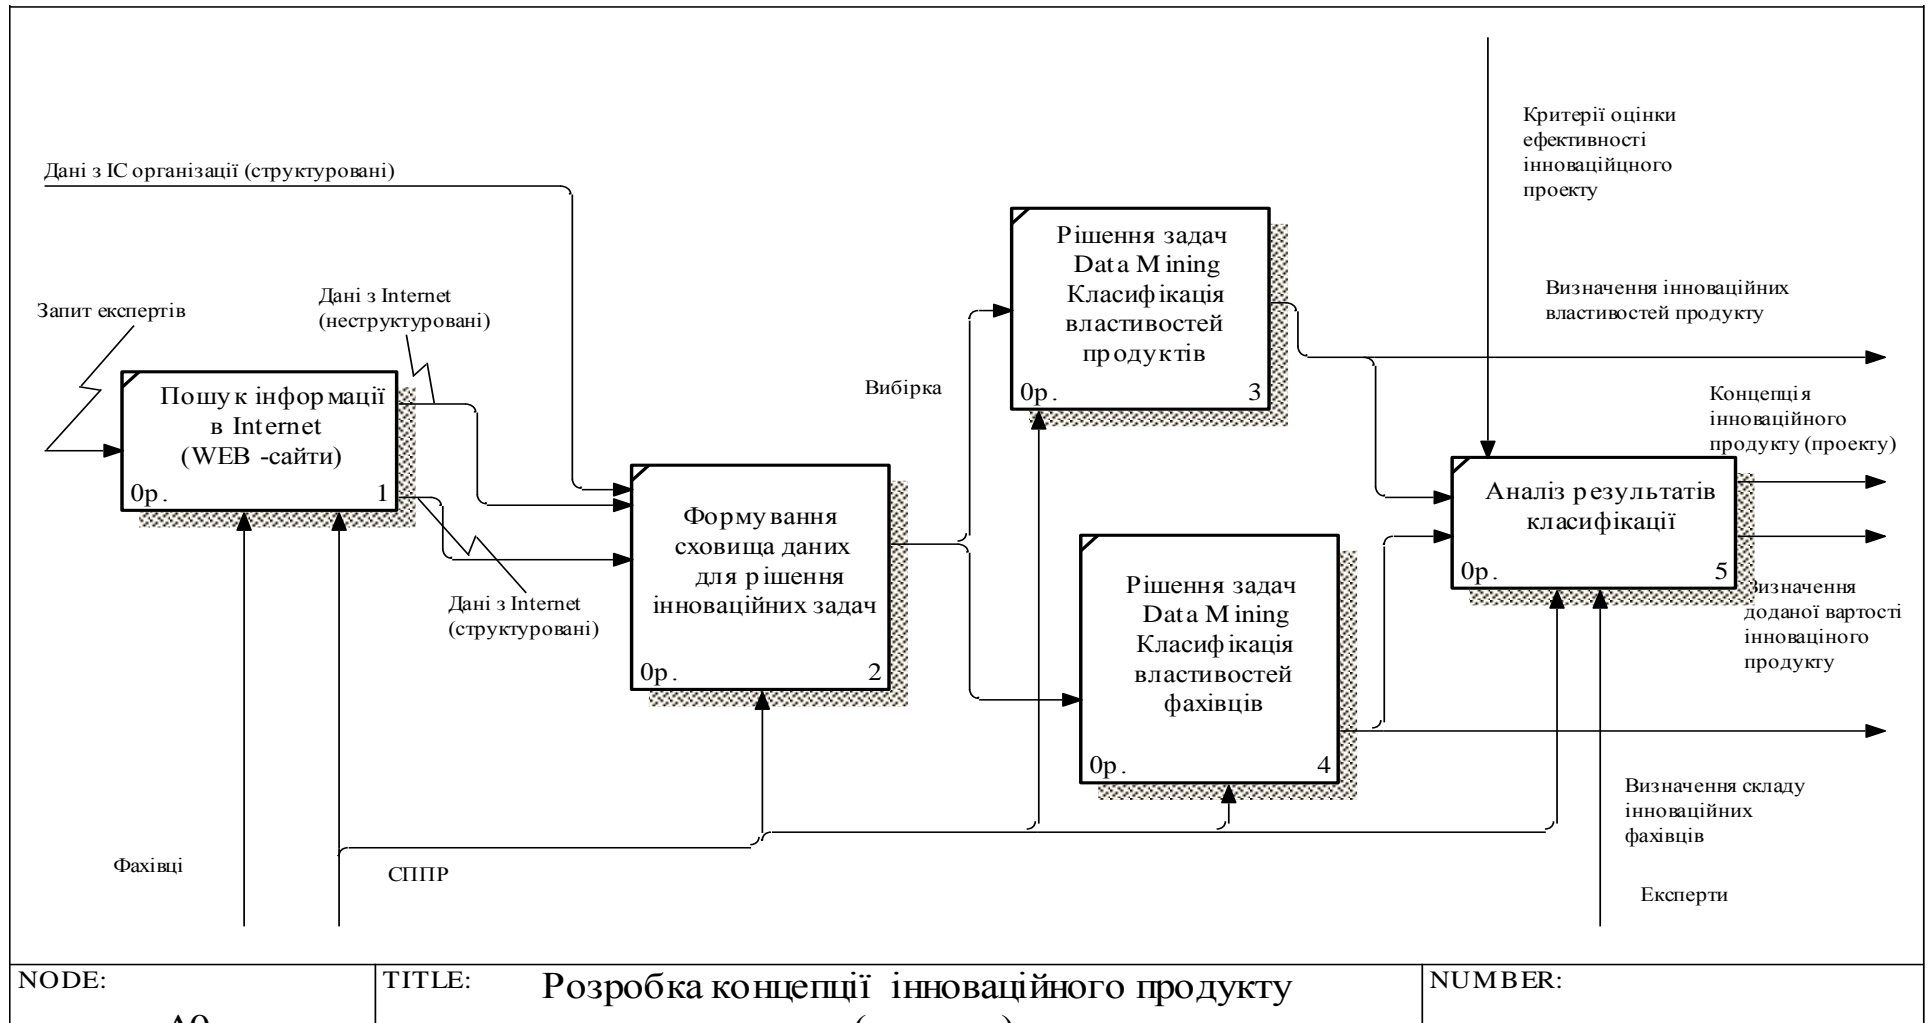 Критерії оцінки
ефективності
інноваційцного
проекту
Дані з ІС організації (структуровані)
Запит експертів
Дані з Internet
(неструктуровані)
Рішення задач
Data Mining
Класифікація
властивостей
продуктів
0р. 3
Визначення інноваційних
властивостей продукту
Вибірка
Пошук інформації
в Internet
(WEB -сайти)
0р. 1
Концепція
інноваційного
продукту (проекту)
Аналіз результатів
класифікації
0р. 5
Формування
сховища даних
для рішення
інноваційних задач
0р. 2
Дані з Internet
(структуровані)
Рішення задач
Data Mining
Класифікація
властивостей
фахівців
0р. 4
Визначення
доданої вартості
інноваціного
продукту
Визначення складу
інноваційних
фахівців
Фахівці
СППР
Експерти
NODE:
TITLE:
Розробка концепції інноваційного продукту
NUMBER: